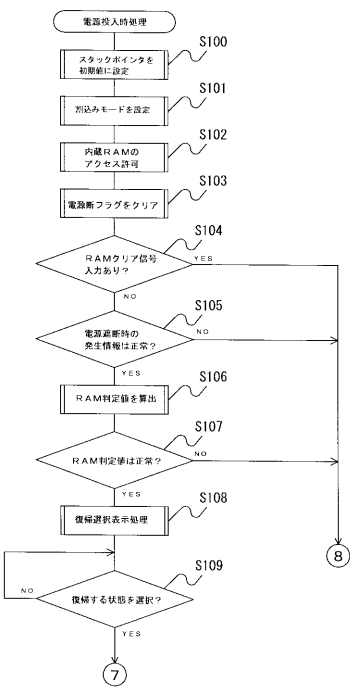 電源投入時処理
S100
スタックポインタを
初期値に設定
S101
割込みモードを設定
S102
内蔵RAMの
アクセス許可
S103
電源断フラグをクリア
S104
RAMクリア信号
入力あり?
YES
NO
S105
電源遮断時の
発生情報は正常?
NO
YES
S106
RAM判定値を算出
S107
RAM判定値は正常?
NO
YES
S108
復帰選択表示処理
8
S109
NO
復帰する状態を選択?
YES
7